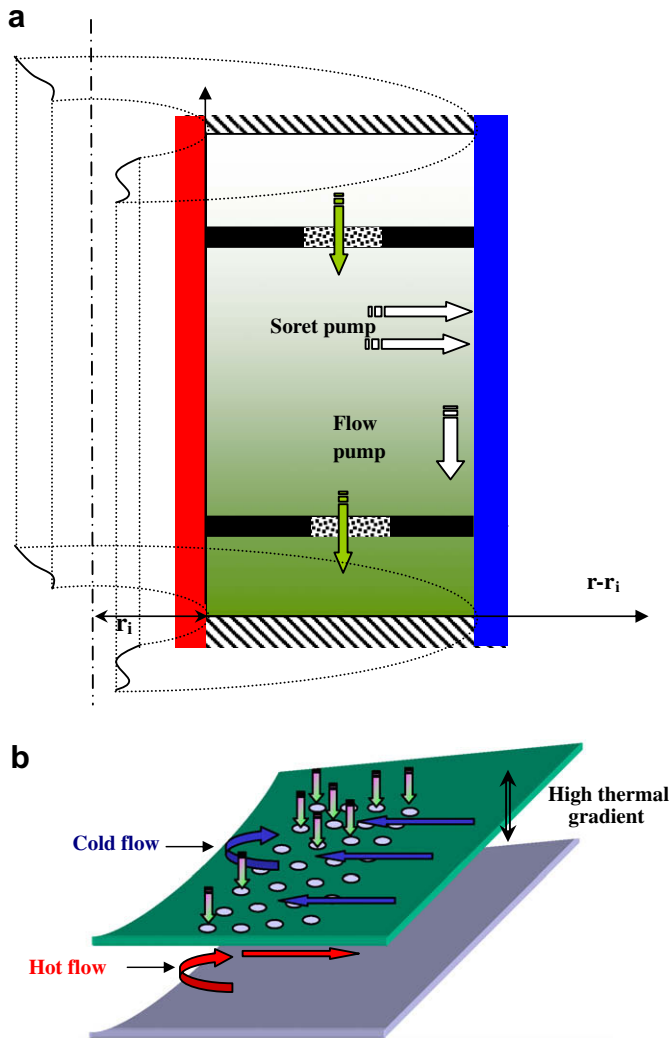 a
Soret pump
Flow
pump
r-rᵢ
rᵢ
b
High thermal
gradient
Cold flow
Hot flow